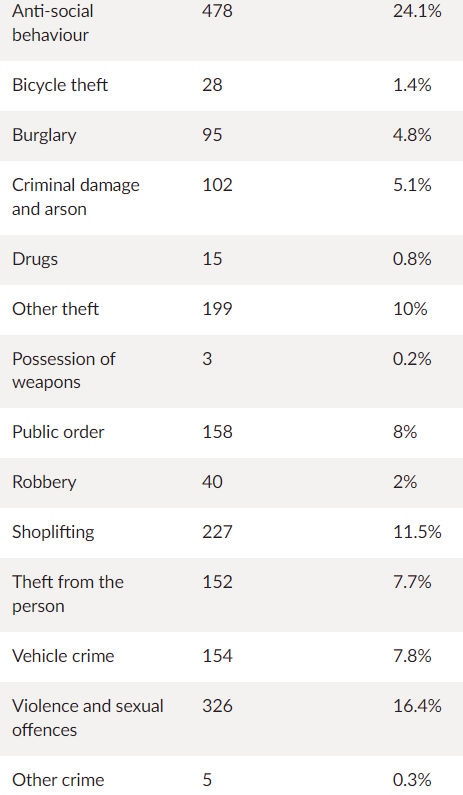 Anti-social 478 24.1%
behaviour
Bicycle theft 28 1.4%
Burglary 95 4.8%
Criminal damage 102 5.1%
and arson
Drugs 15 0.8%
Other theft 199 10%
Possession of 3 0.2%
weapons
Public order 158 8%
Robbery 40 2%
Shoplifting 227 11.5%
Theft from the 152 7.7%
person
Vehicle crime 154 7.8%
Violence and sexual 326 16.4%
offences
Other crime 5 0.3%